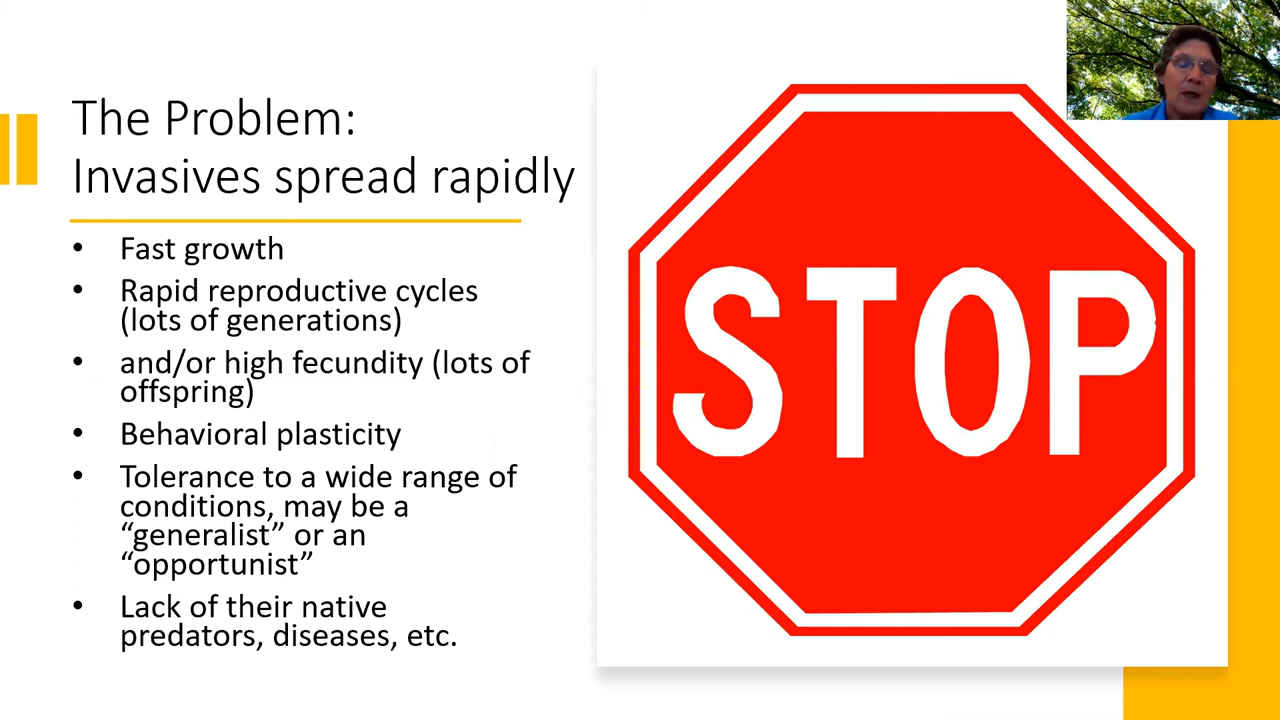 The Problem:
Invasives spread rapidly
• Fast growth
• Rapid reproductive cycles
(lots of generations)
• and/or high fecundity (lots of
offspring)
• Behavioral plasticity
• Tolerance to a wide range of
conditions, may be a
“generalist” or an
“opportunist”
• Lack of their native
predators, diseases, etc.
STOP